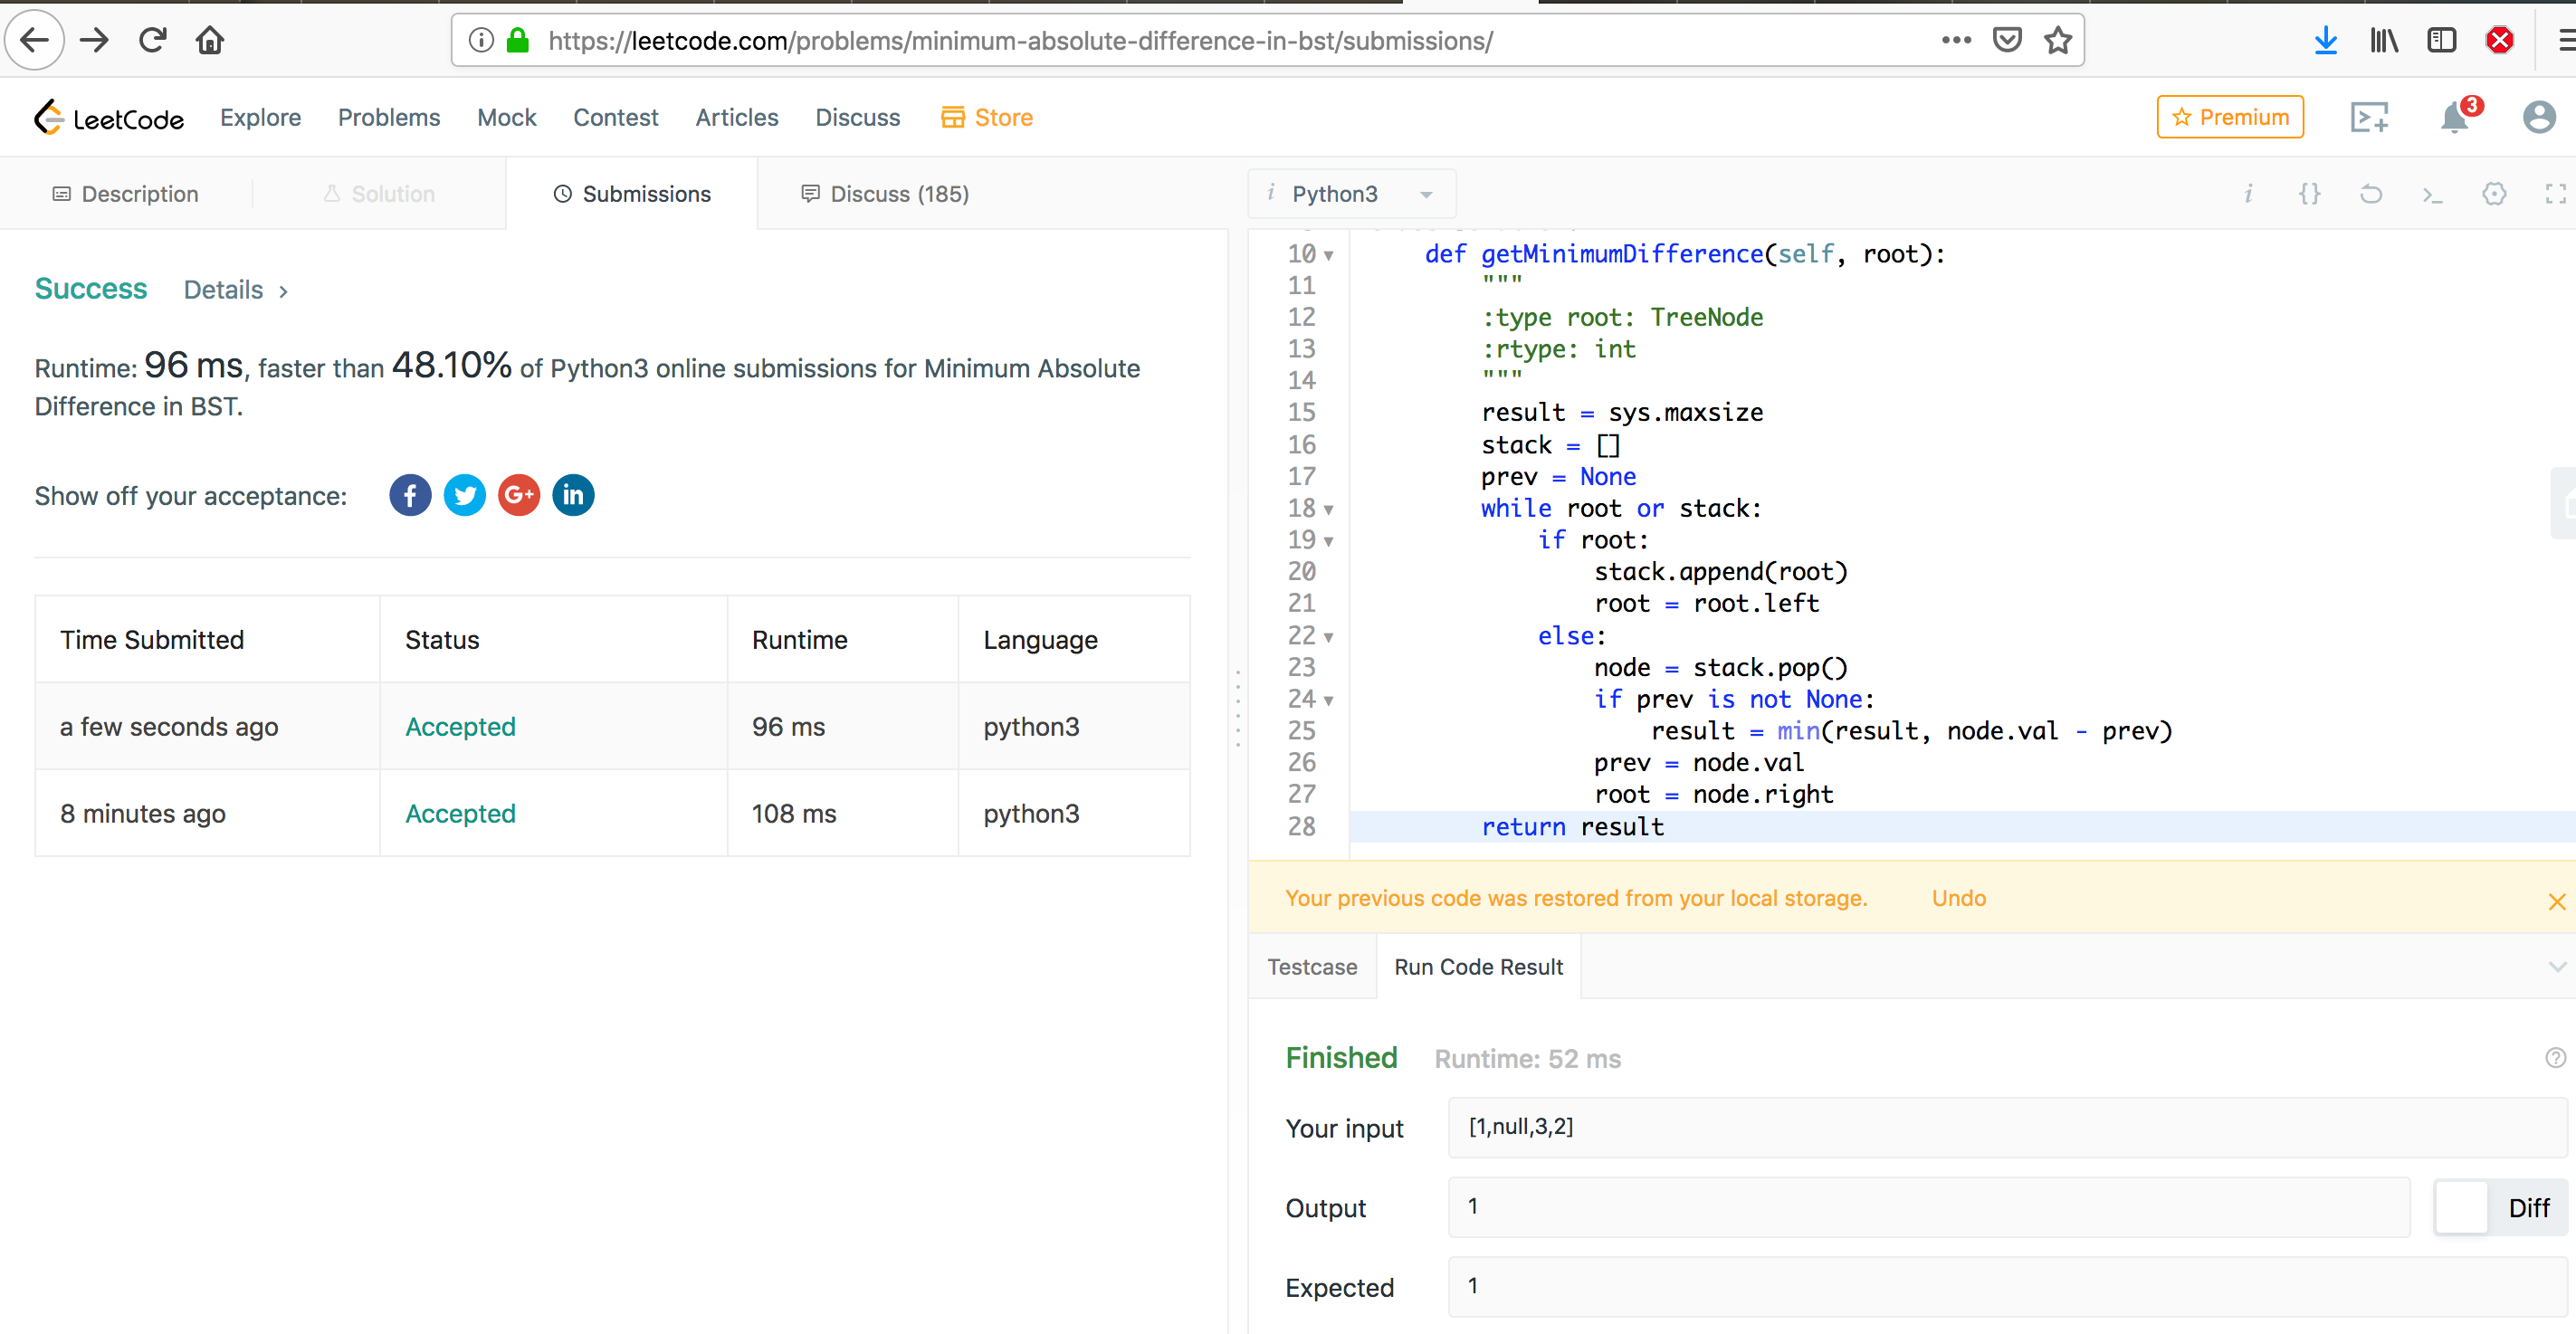 https://leetcode.com/problems/minimum-absolute-difference-in-bst/submissions/
LeetCode Explore Problems Mock Contest Articles Discuss Store Premium 3
Description Solution Submissions Discuss (185)
Success Details >
Runtime: 96 ms, faster than 48.10% of Python3 online submissions for Minimum Absolute
Difference in BST.
Show off your acceptance: f G+ in
Time Submitted Status Runtime Language
a few seconds ago Accepted 96 ms python3
8 minutes ago Accepted 108 ms python3
i Python3 i {} >_
10 def getMinimumDifference(self, root):
11 """
12 :type root: TreeNode
13 :rtype: int
14 """
15 result = sys.maxsize
16 stack = []
17 prev = None
18 while root or stack:
19 if root:
20 stack.append(root)
21 root = root.left
22 else:
23 node = stack.pop()
24 if prev is not None:
25 result = min(result, node.val - prev)
26 prev = node.val
27 root = node.right
28 return result
Your previous code was restored from your local storage. Undo
Testcase Run Code Result
Finished Runtime: 52 ms
Your input [1,null,3,2]
Output 1 Diff
Expected 1